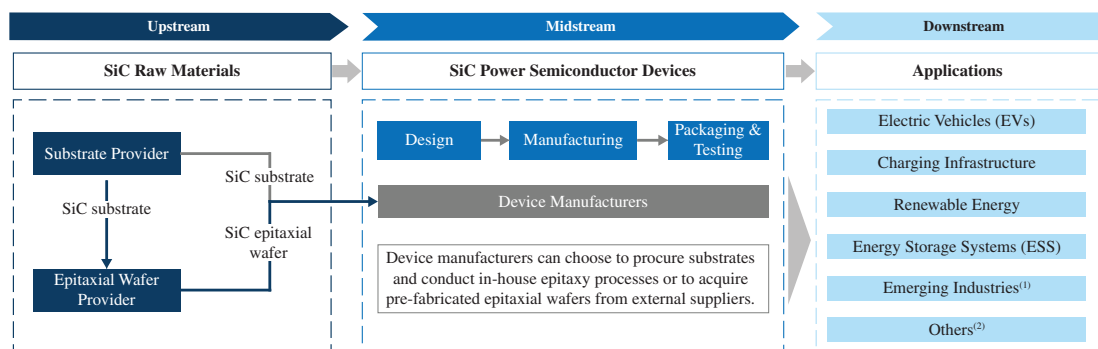 Upstream
Midstream
Downstream
SiC Raw Materials
SiC Power Semiconductor Devices
Applications
Substrate Provider
SiC substrate
Epitaxial Wafer
Provider
SiC substrate
SiC epitaxial
wafer
Design
Manufacturing
Packaging &
Testing
Device Manufacturers
Device manufacturers can choose to procure substrates
and conduct in-house epitaxy processes or to acquire
pre-fabricated epitaxial wafers from external suppliers.
Electric Vehicles (EVs)
Charging Infrastructure
Renewable Energy
Energy Storage Systems (ESS)
Emerging Industries(1)
Others(2)